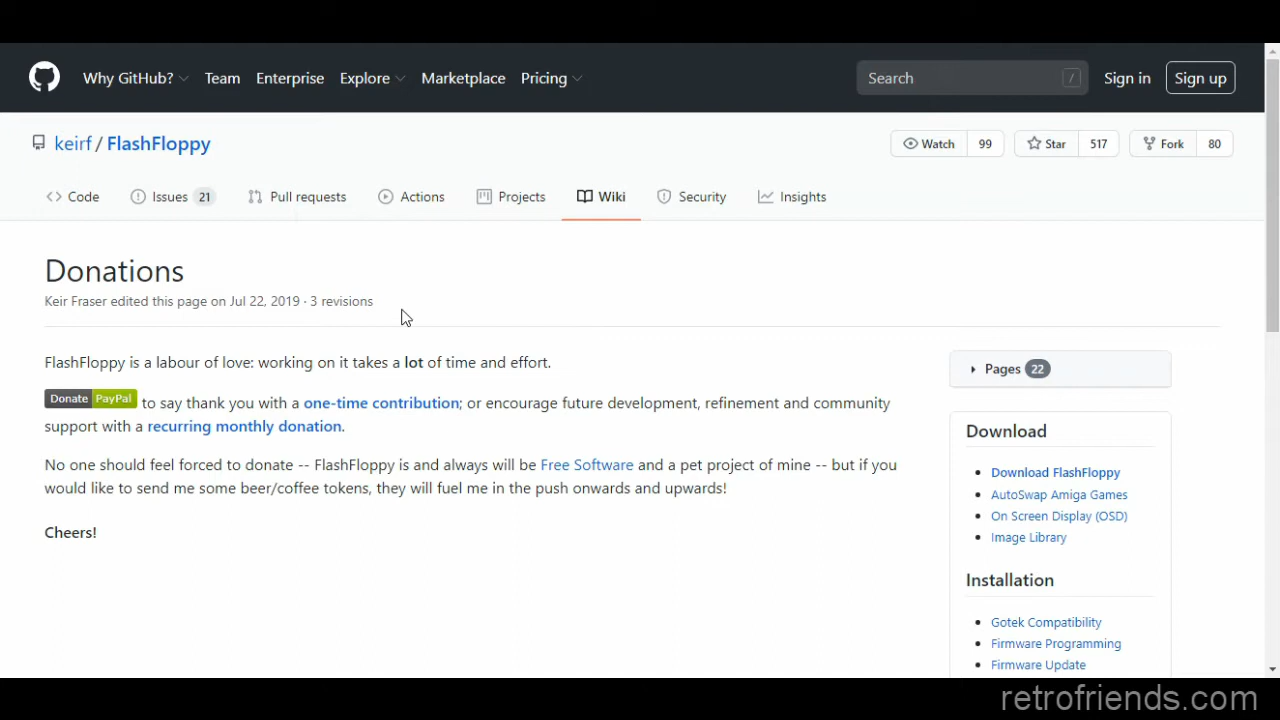 Why GitHub? Team Enterprise Explore Marketplace Pricing Search / Sign in Sign up
keirf / FlashFloppy Watch 99 Star 517 Fork 80
Code Issues 21 Pull requests Actions Projects Wiki Security Insights
Donations
Keir Fraser edited this page on Jul 22, 2019 · 3 revisions
FlashFloppy is a labour of love: working on it takes a lot of time and effort.
Donate PayPal to say thank you with a one-time contribution; or encourage future development, refinement and community
support with a recurring monthly donation.
No one should feel forced to donate -- FlashFloppy is and always will be Free Software and a pet project of mine -- but if you
would like to send me some beer/coffee tokens, they will fuel me in the push onwards and upwards!
Cheers!
Pages 22
Download
Download FlashFloppy
AutoSwap Amiga Games
On Screen Display (OSD)
Image Library
Installation
Gotek Compatibility
Firmware Programming
Firmware Update
retrofriends.com